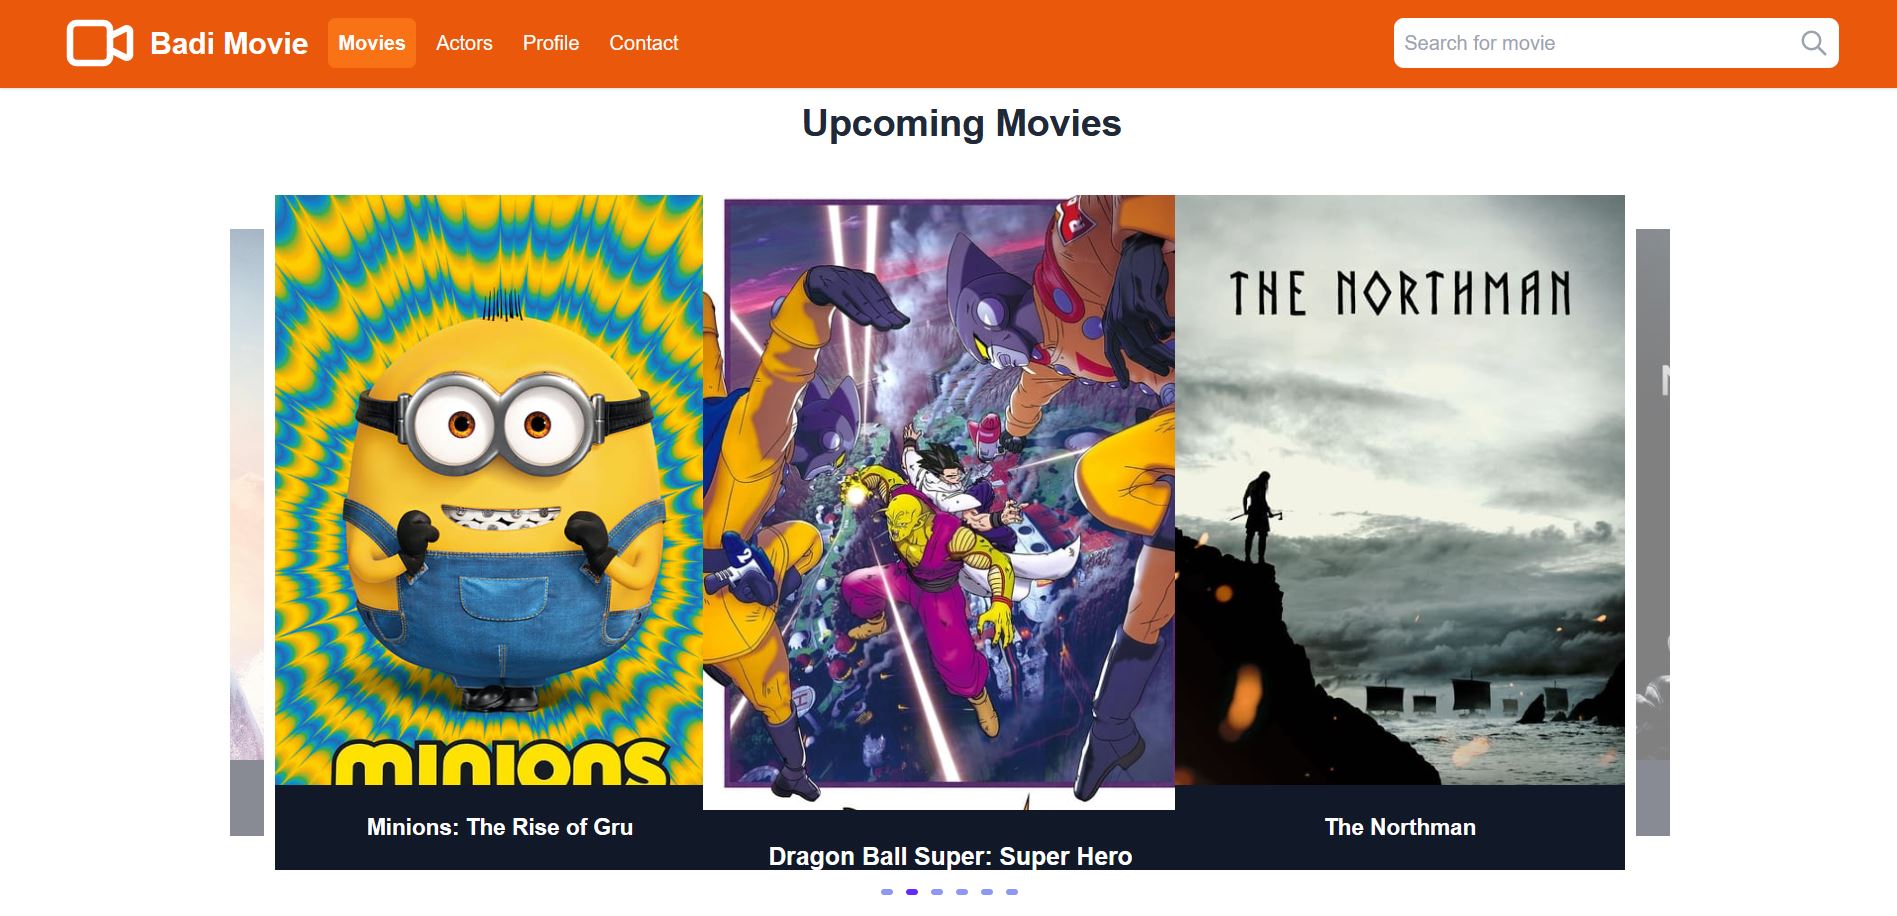 Badi Movie
Movies
Actors
Profile
Contact
Search for movie
Upcoming Movies
THE NORTHMAN
minions
Minions: The Rise of Gru
Dragon Ball Super: Super Hero
The Northman